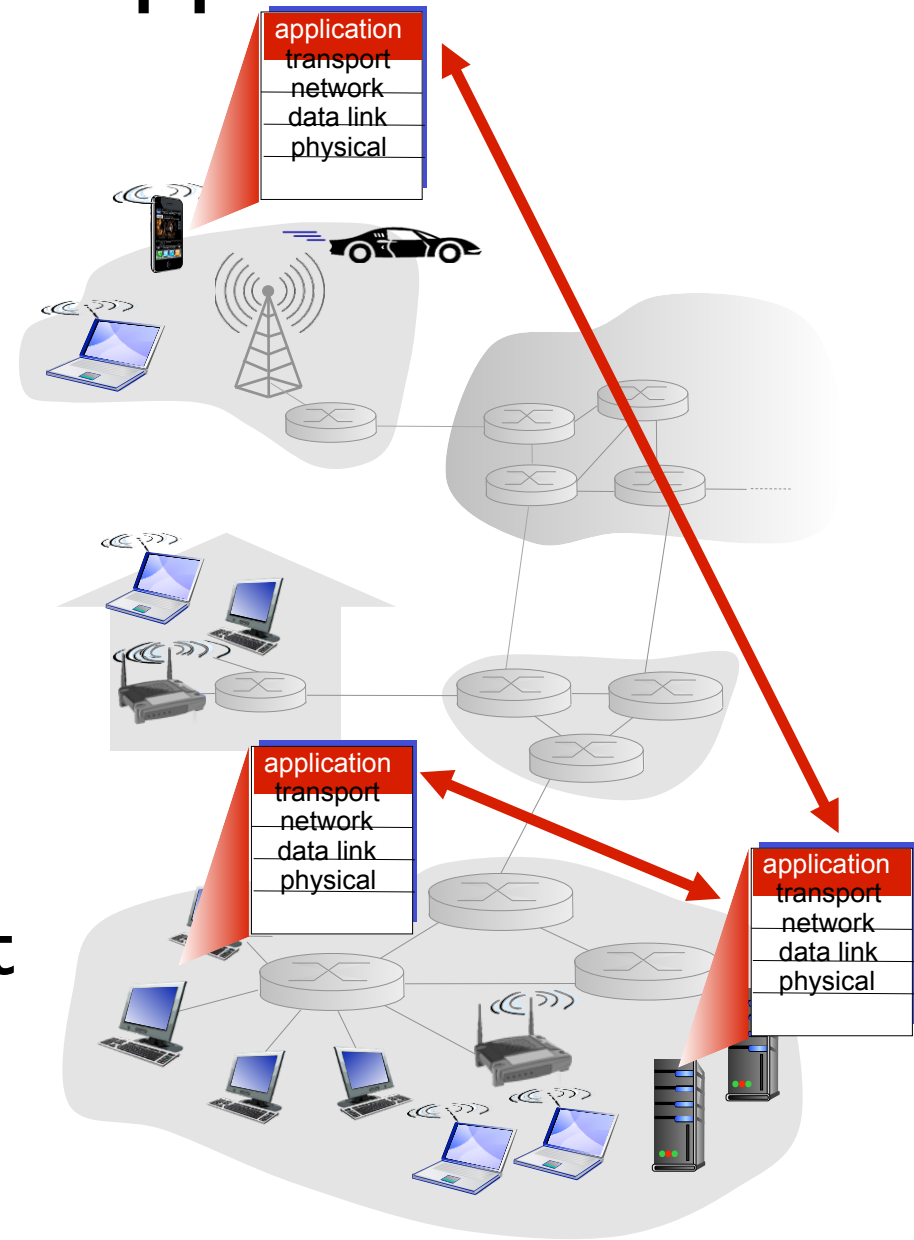 application
transport
network
data link
physical
application
transport
network
data link
physical
application
transport
network
data link
physical
t